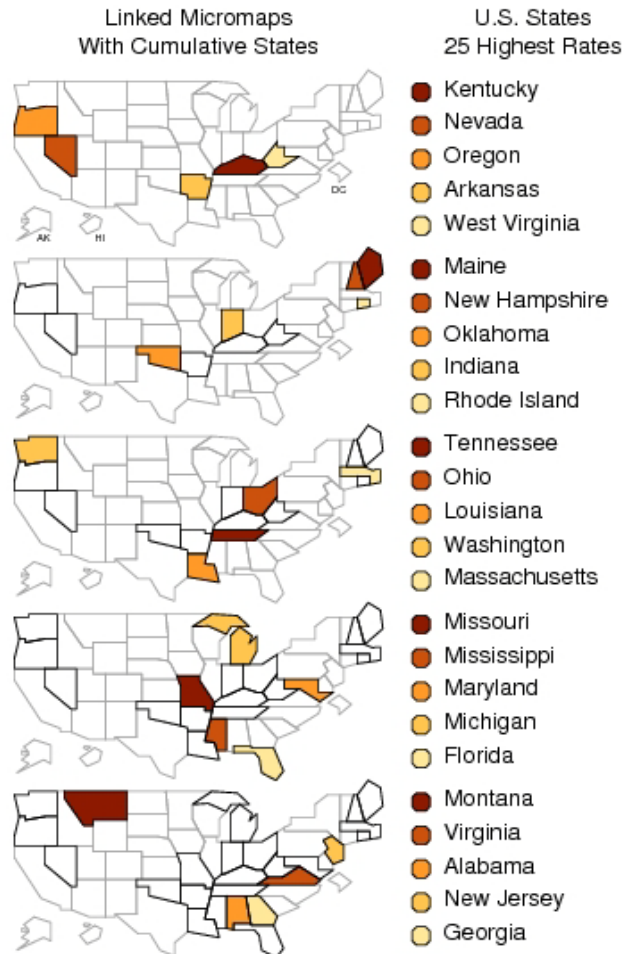 Linked Micromaps
With Cumulative States
U.S. States
25 Highest Rates
Kentucky
Nevada
Oregon
Arkansas
West Virginia
DC
AK
HI
Maine
New Hampshire
Oklahoma
Indiana
Rhode Island
Tennessee
Ohio
Louisiana
Washington
Massachusetts
Missouri
Mississippi
Maryland
Michigan
Florida
Montana
Virginia
Alabama
New Jersey
Georgia